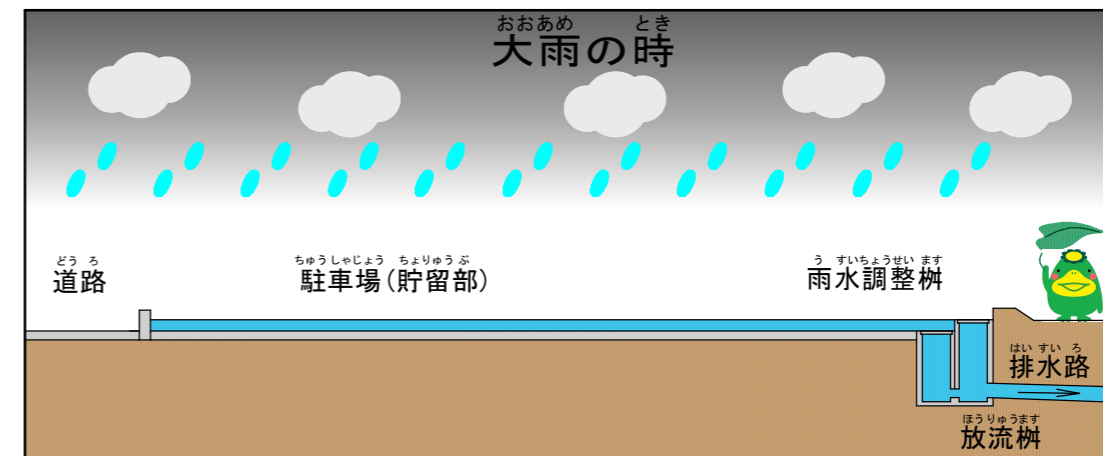 おおあめ とき
大雨の時
どうろ
道路
ちゅうしゃじょう ちょりゅうぶ
駐車場(貯留部)
うすいちょうせいます
雨水調整桝
はいすいろ
排水路
ほうりゅうます
放流桝